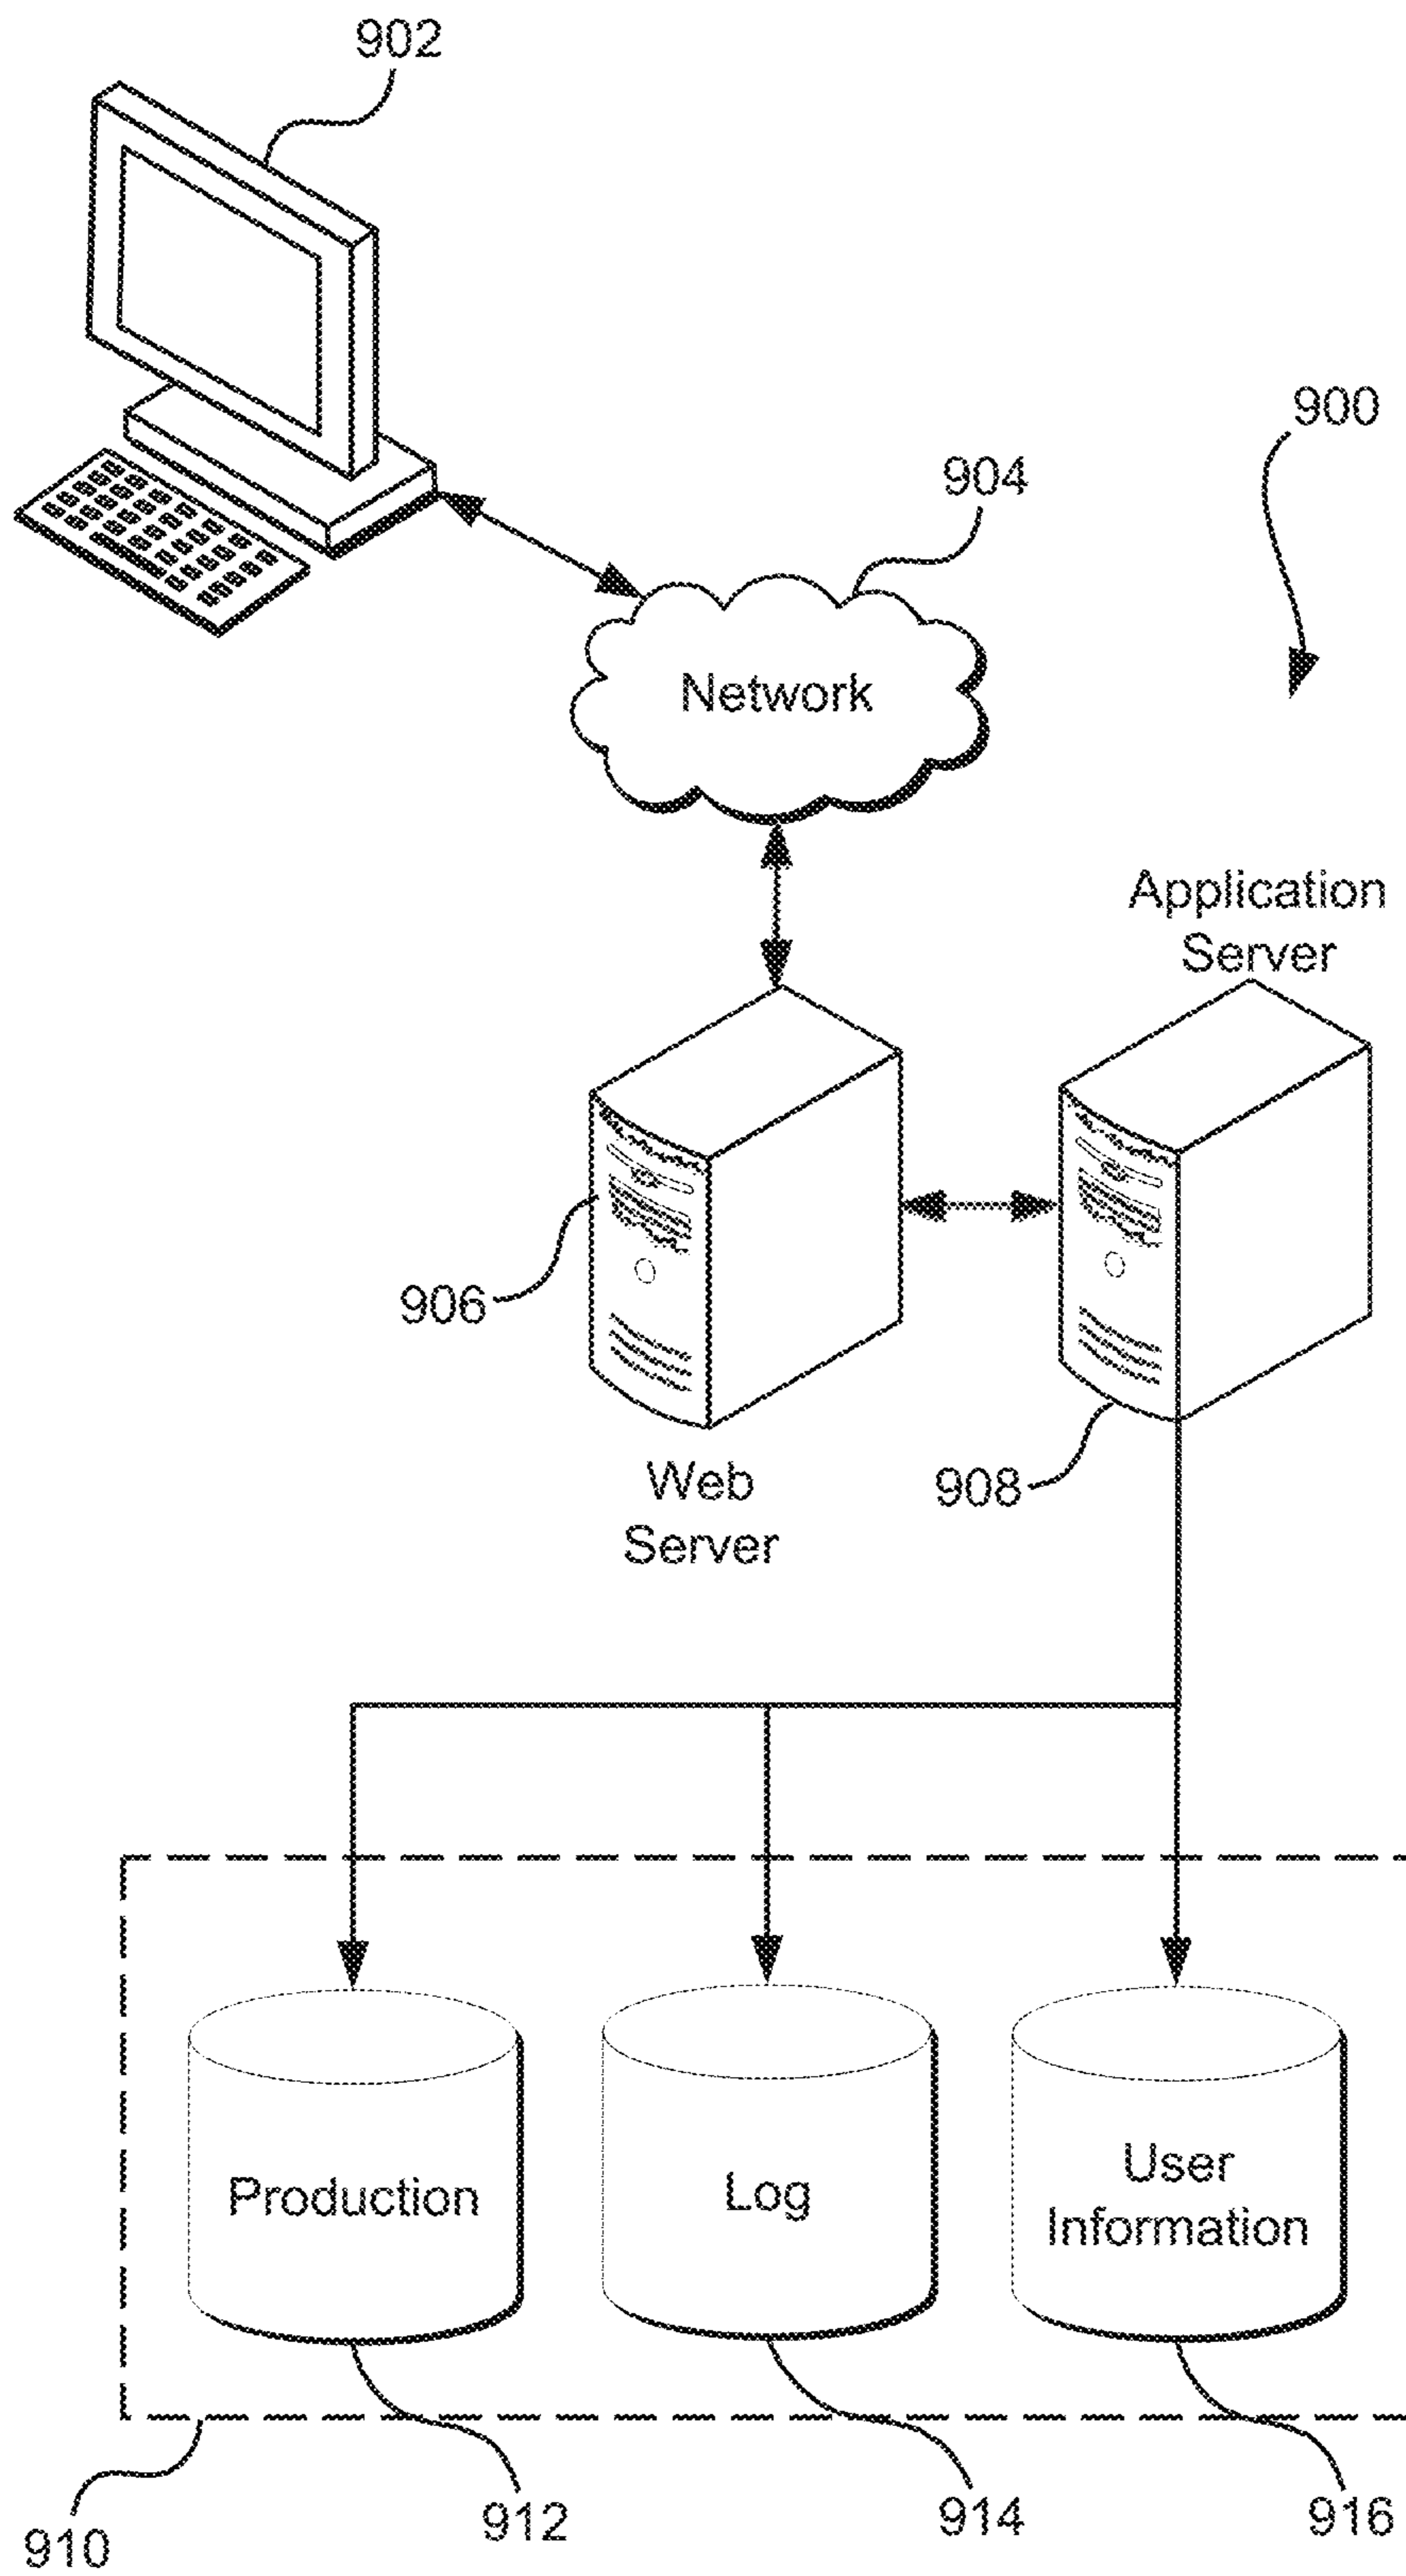 902
900
904
Network
Application
Server
906
Web
Server
908
Production
Log
User
Information
910
912
914
916